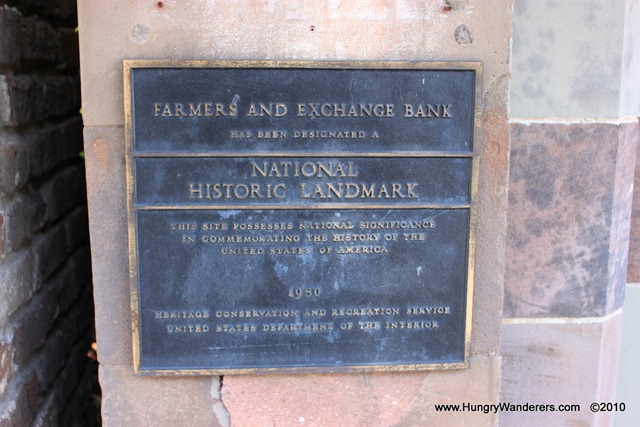 FARMERS AND EXCHANGE BANK
HAS BEEN DESIGNATED A
NATIONAL
HISTORIC LANDMARK
THIS SITE POSSESSES NATIONAL SIGNIFICANCE
IN COMMEMORATING THE HISTORY OF THE
UNITED STATES OF AMERICA
1980
HERITAGE CONSERVATION AND RECREATION SERVICE
UNITED STATES DEPARTMENT OF THE INTERIOR
www.HungryWanderers.com ©2010